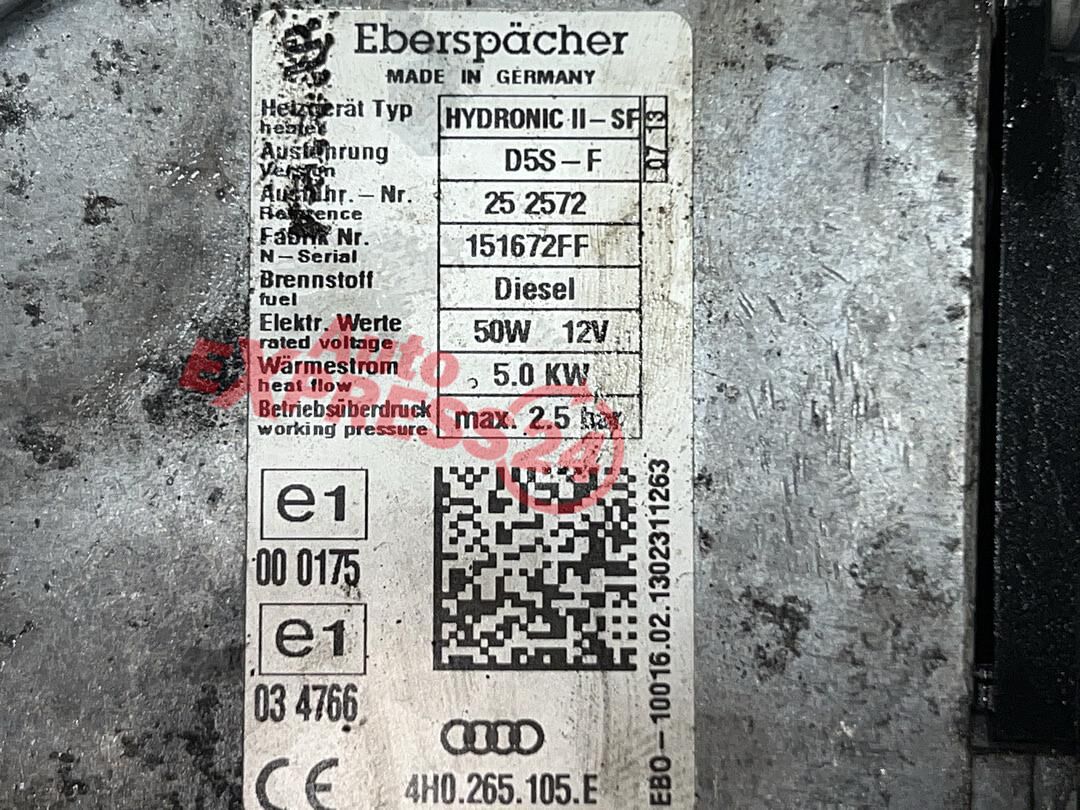 Eberspächer
MADE IN GERMANY
Heizgerät Typ
heater
HYDRONIC II – SF
07 13
Ausführung
Version
D5S – F
Ausführ. – Nr.
Reference
25 2572
Fabrik Nr.
N – Serial
151672FF
Brennstoff
fuel
Diesel
Elektr. Werte
rated voltage
50W 12V
Wärmestrom
heat flow
5.0 KW
Betriebsüberdruck
working pressure
max. 2.5 bar
Auto
EXPRESS24
e1
00 0175
e1
03 4766
CE
4H0.265.105.E
EBO – 10016.02.1302311263